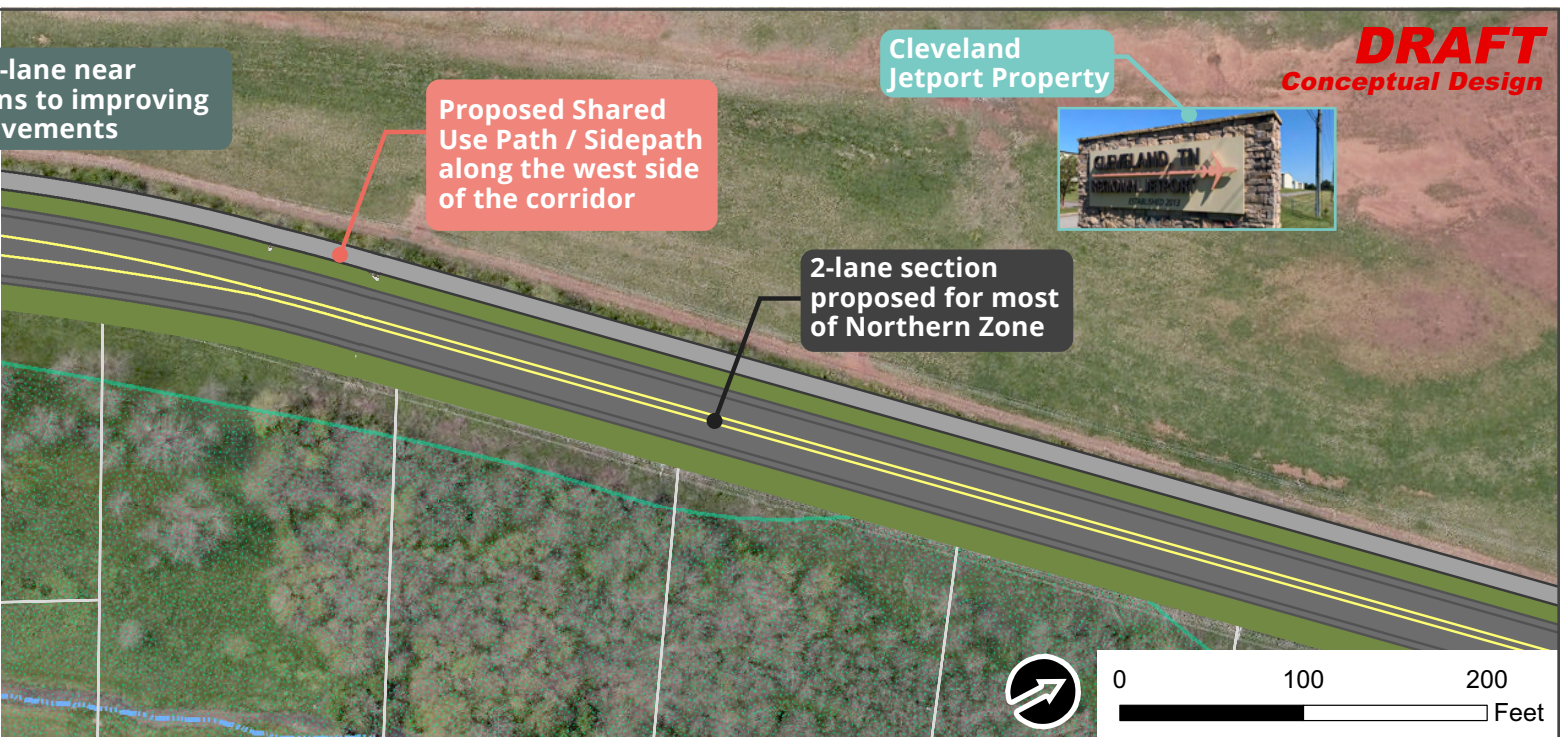 -lane near
ns to improving
vements
Proposed Shared
Use Path / Sidepath
along the west side
of the corridor
2-lane section
proposed for most
of Northern Zone
Cleveland
Jetport Property
CLEVELAND, TN
REGIONAL JETPORT
ESTABLISHED 2013
DRAFT
Conceptual Design
0 100 200
Feet